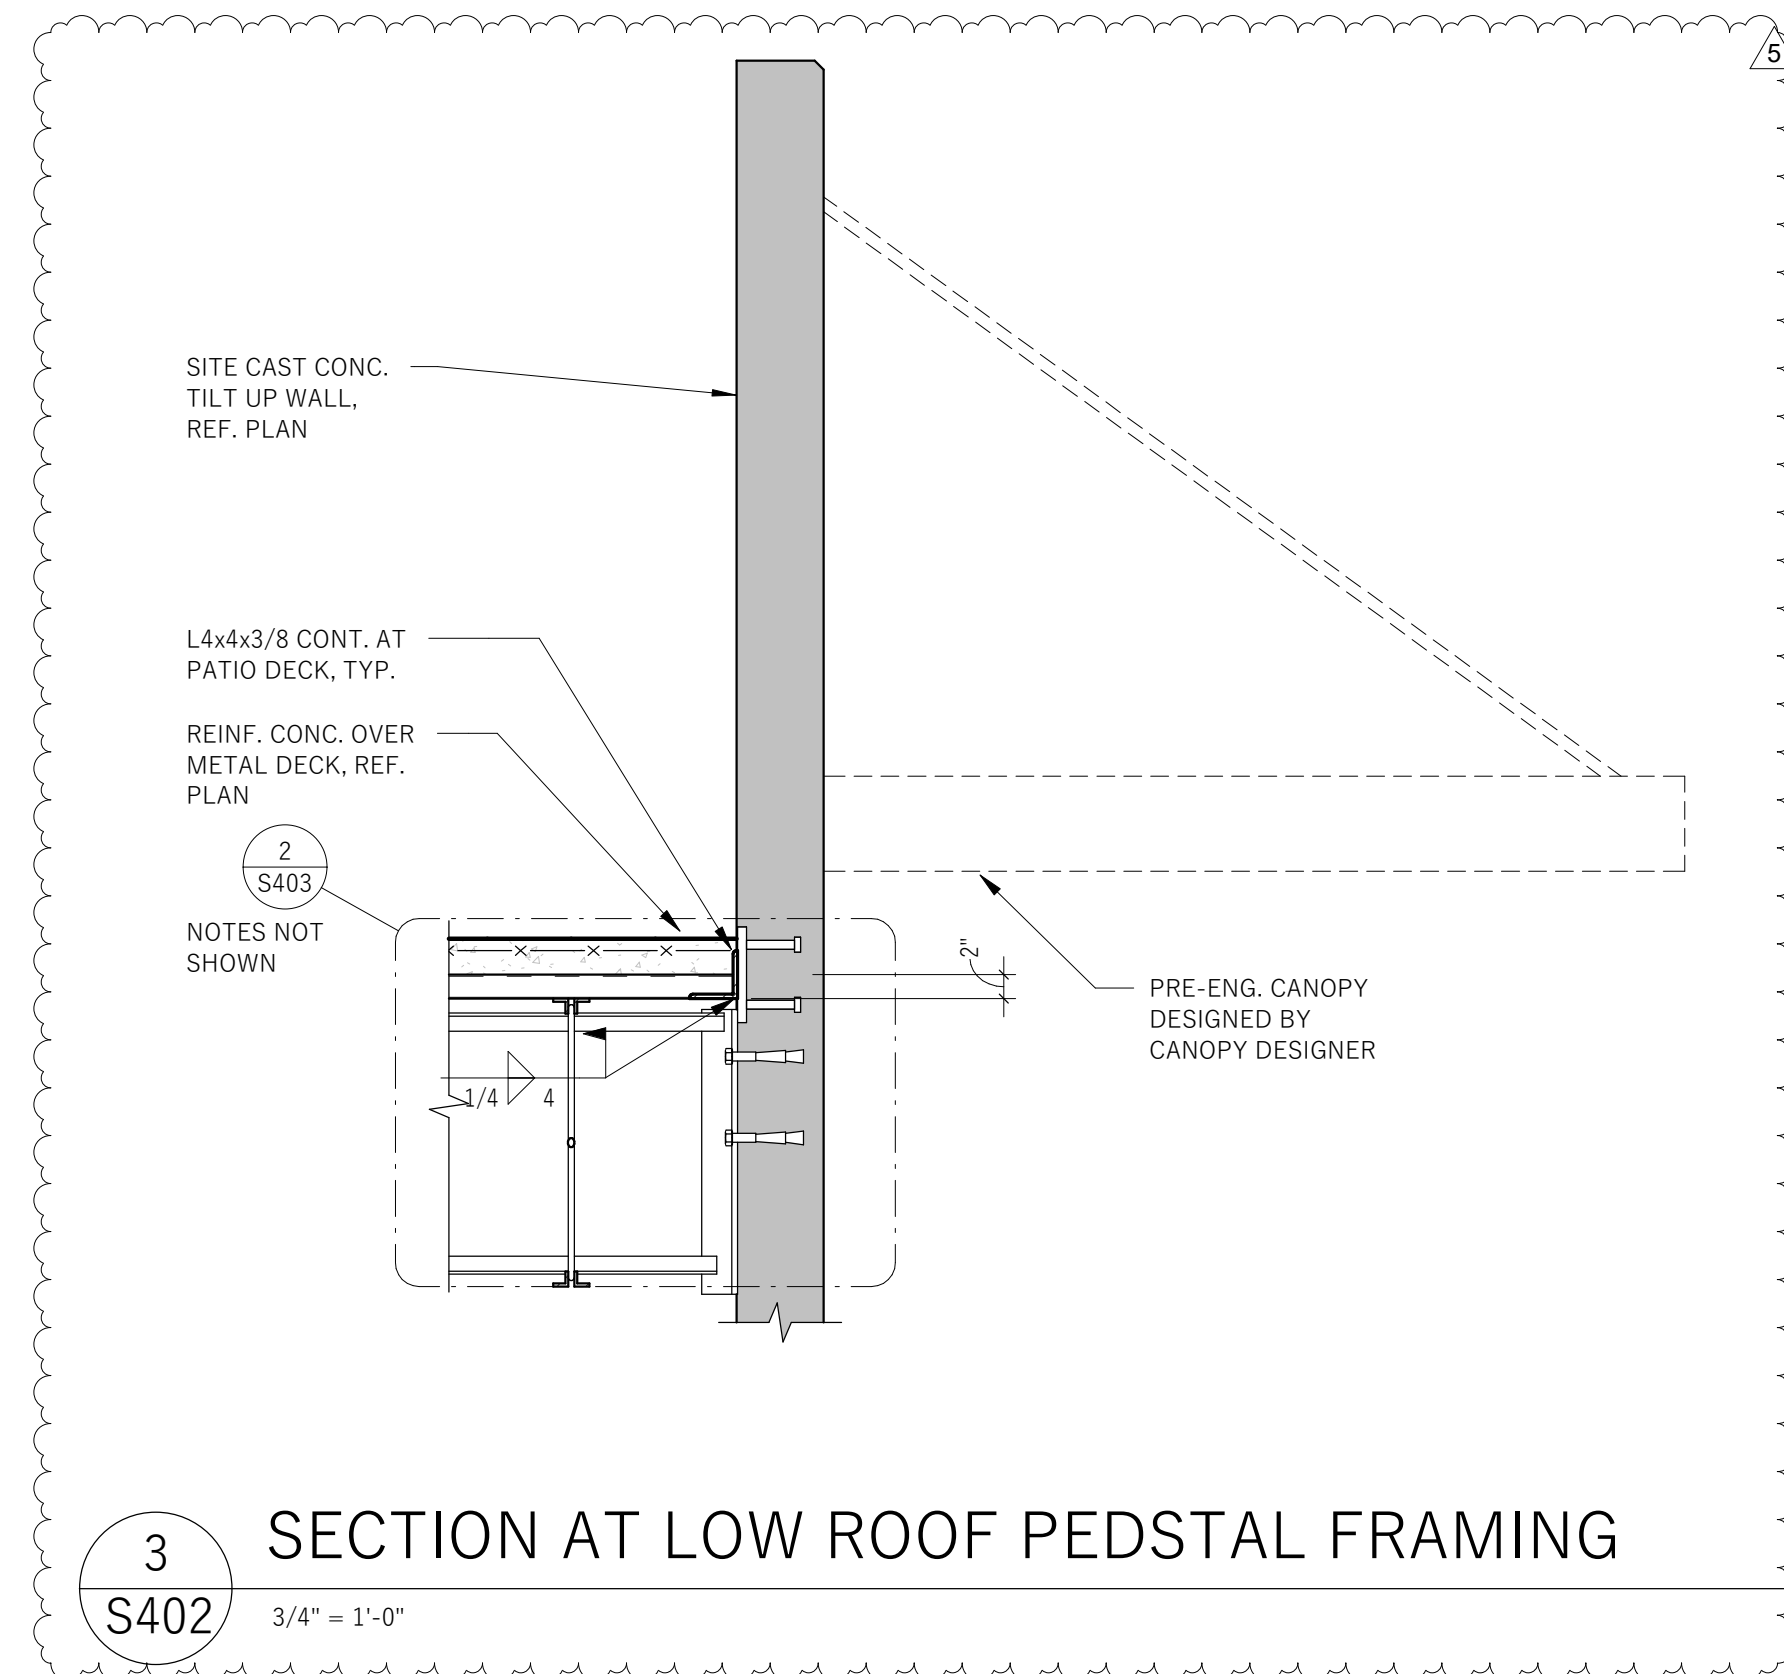 5
SITE CAST CONC.
TILT UP WALL,
REF. PLAN
L4x4x3/8 CONT. AT
PATIO DECK, TYP.
REINF. CONC. OVER
METAL DECK, REF.
PLAN
2
S403
NOTES NOT
SHOWN
2"
PRE-ENG. CANOPY
DESIGNED BY
CANOPY DESIGNER
1/4 4
3
S402
SECTION AT LOW ROOF PEDSTAL FRAMING
3/4" = 1'-0"